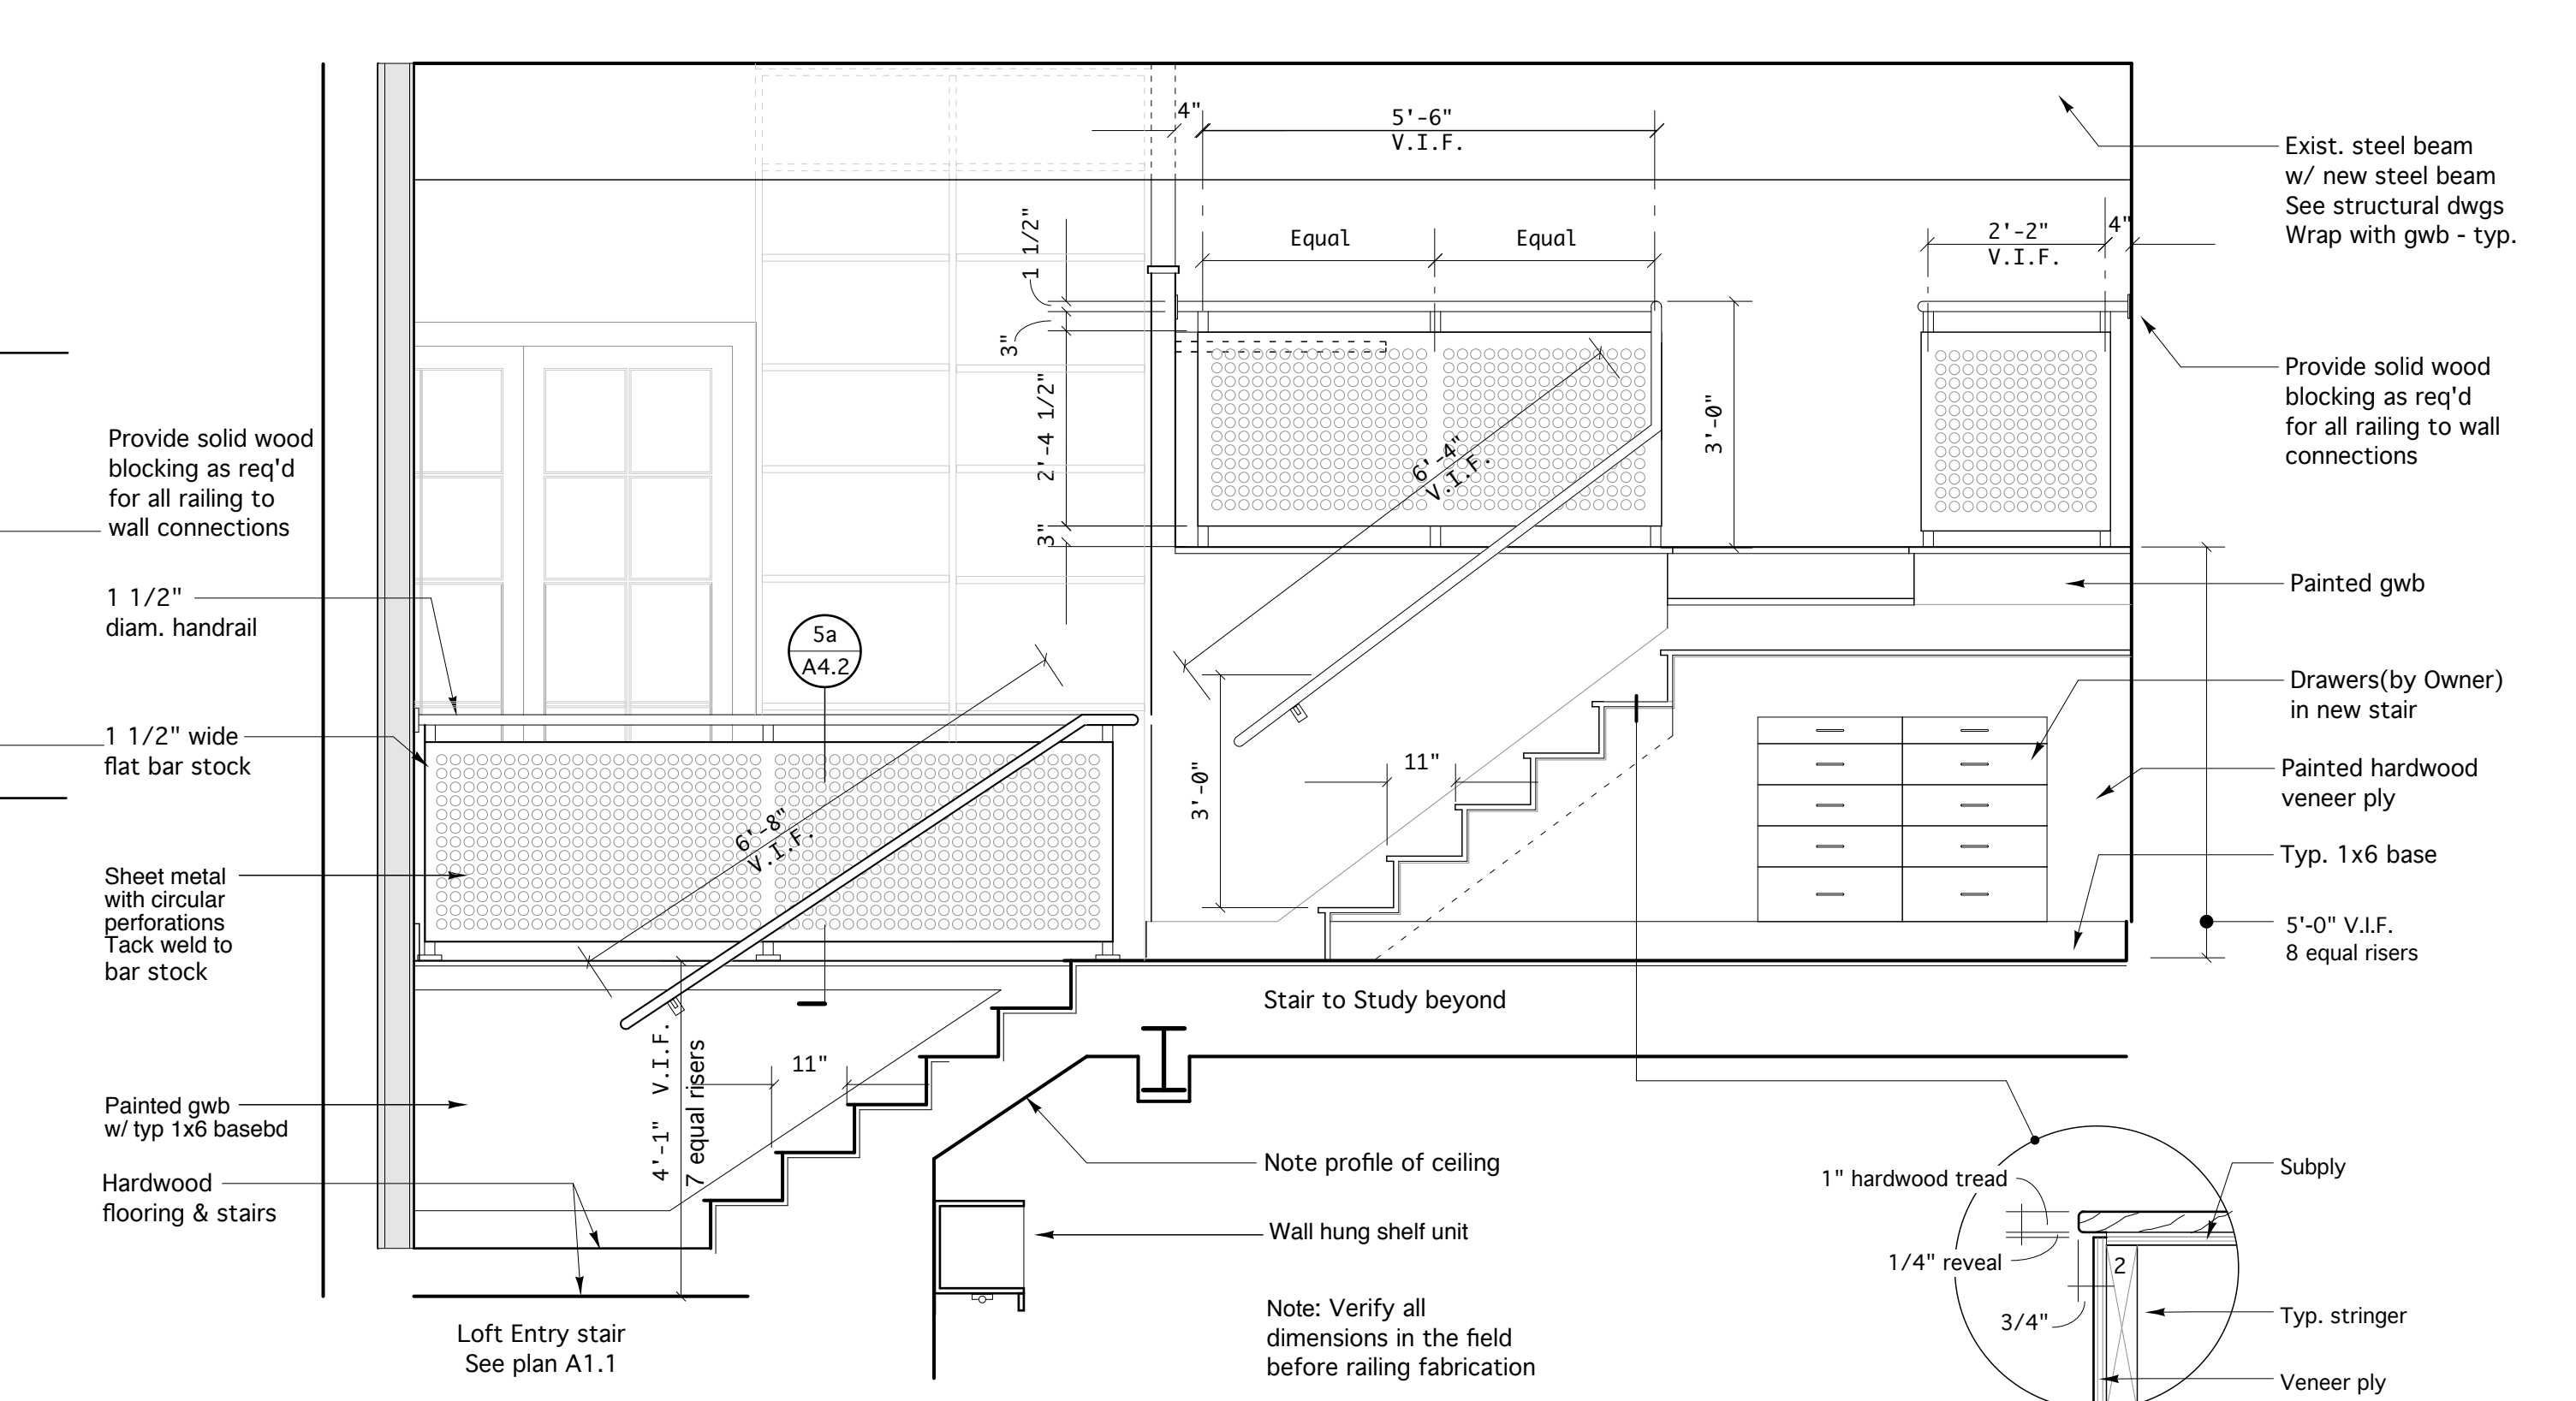 4"
5'-6"
V.I.F.
Exist. steel beam
w/ new steel beam
See structural dwgs
Wrap with gwb - typ.
1 1/2"
Equal
Equal
2'-2"
V.I.F.
4"
3"
2'-4 1/2"
3"
6'-4"
V.I.F.
3'-0"
Provide solid wood
blocking as req'd
for all railing to wall
connections
Provide solid wood
blocking as req'd
for all railing to
wall connections
1 1/2"
diam. handrail
5a
A4.2
Painted gwb
Drawers(by Owner)
in new stair
1 1/2" wide
flat bar stock
6'-8"
V.I.F.
3'-0"
11"
Painted hardwood
veneer ply
Typ. 1x6 base
Sheet metal
with circular
perforations
Tack weld to
bar stock
5'-0" V.I.F.
8 equal risers
Stair to Study beyond
4'-1" V.I.F.
7 equal risers
11"
Painted gwb
w/ typ 1x6 basebd
Hardwood
flooring & stairs
Note profile of ceiling
Wall hung shelf unit
Note: Verify all
dimensions in the field
before railing fabrication
Loft Entry stair
See plan A1.1
1" hardwood tread
Subply
1/4" reveal
2
3/4"
Typ. stringer
Veneer ply